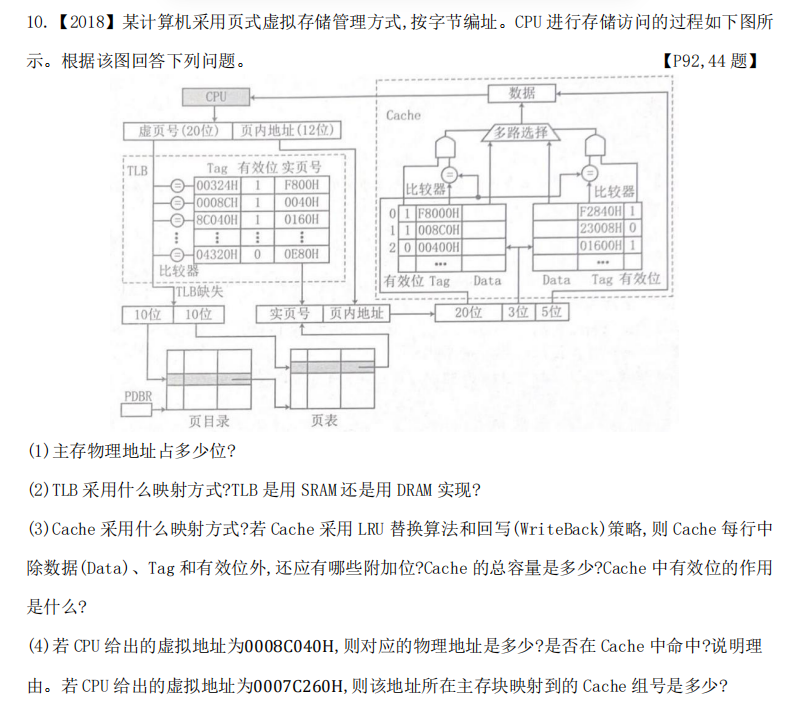 10.【2018】某计算机采用页式虚拟存储管理方式,按字节编址。CPU 进行存储访问的过程如下图所
示。根据该图回答下列问题。 【P92,44 题】
CPU
数据
Cache
虚页号(20位) 页内地址(12位)
多路选择
TLB
Tag 有效位 实页号
= 00324H 1 F800H
= 0008CH 1 0040H
= 8C040H 1 0160H
⋮ ⋮ ⋮ ⋮
= 04320H 0 0E80H
比较器
= =
比较器 比较器
0 1 F8000H F2840H 1
1 1 008C0H 23008H 0
2 0 00400H 01600H 1
… …
有效位 Tag Data Data Tag 有效位
TLB缺失
10位 10位 实页号 页内地址 20位 3位 5位
PDBR
页目录 页表
(1)主存物理地址占多少位?
(2)TLB 采用什么映射方式?TLB 是用 SRAM 还是用 DRAM 实现?
(3)Cache 采用什么映射方式?若 Cache 采用 LRU 替换算法和回写(WriteBack)策略,则 Cache 每行中
除数据(Data)、Tag 和有效位外,还应有哪些附加位?Cache 的总容量是多少?Cache 中有效位的作用
是什么?
(4)若 CPU 给出的虚拟地址为0008C040H,则对应的物理地址是多少?是否在 Cache 中命中?说明理
由。若 CPU 给出的虚拟地址为0007C260H,则该地址所在主存块映射到的 Cache 组号是多少?